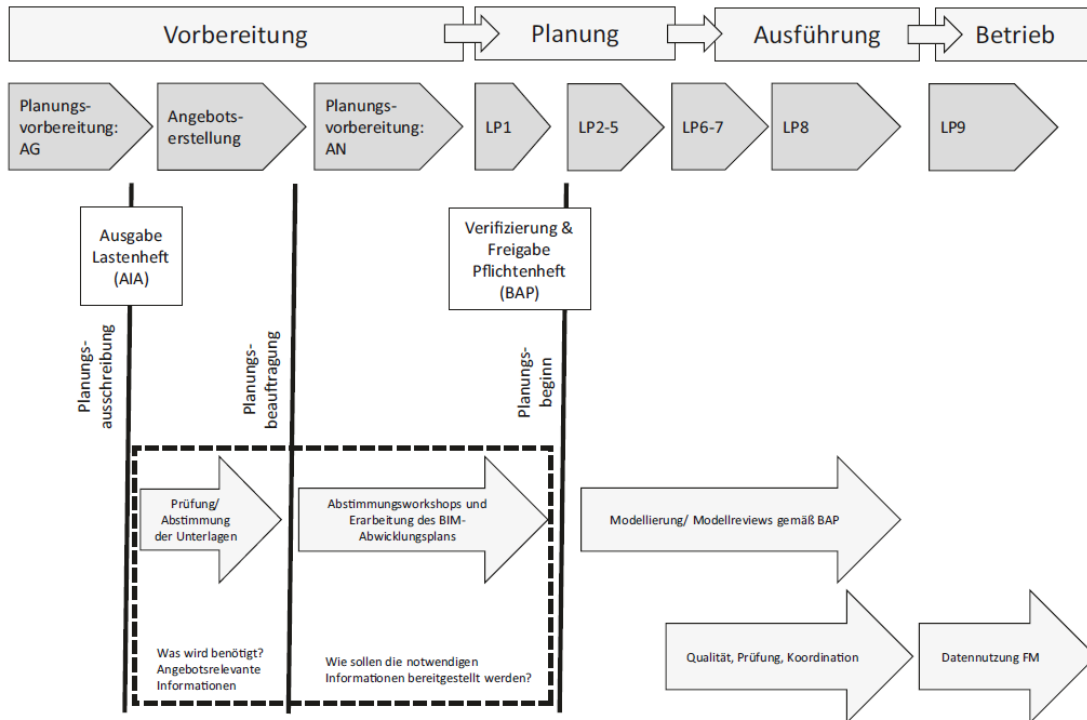 Vorbereitung
Planung
Ausführung
Betrieb
Planungs-
vorbereitung:
AG
Angebots-
erstellung
Planungs-
vorbereitung:
AN
LP1
LP2-5
LP6-7
LP8
LP9
Ausgabe
Lastenheft
(AIA)
Verifizierung &
Freigabe
Pflichtenheft
(BAP)
Planungs-
ausschreibung
Planungs-
beauftragung
Planungs-
beginn
Prüfung/
Abstimmung
der Unterlagen
Abstimmungsworkshops und
Erarbeitung des BIM-
Abwicklungsplans
Modellierung/ Modellreviews gemäß BAP
Was wird benötigt?
Angebotsrelevante
Informationen
Wie sollen die notwendigen
Informationen bereitgestellt werden?
Qualität, Prüfung, Koordination
Datennutzung FM